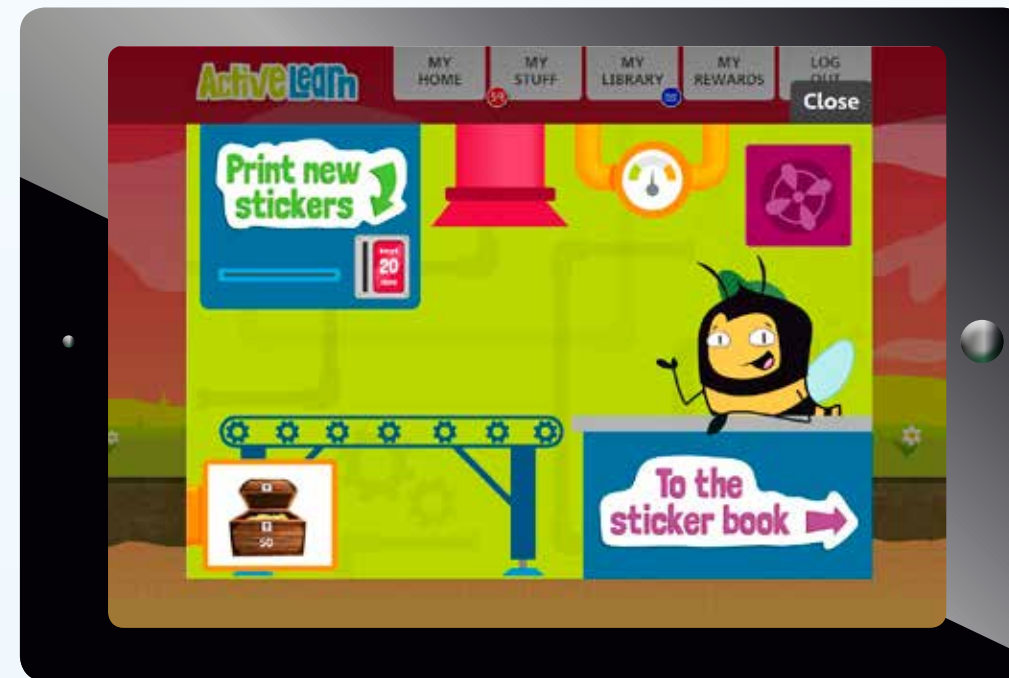 ActiveLearn
MY HOME
MY STUFF
MY LIBRARY
MY REWARDS
LOG OUT
Close
Print new
stickers
20
To the
sticker book
50